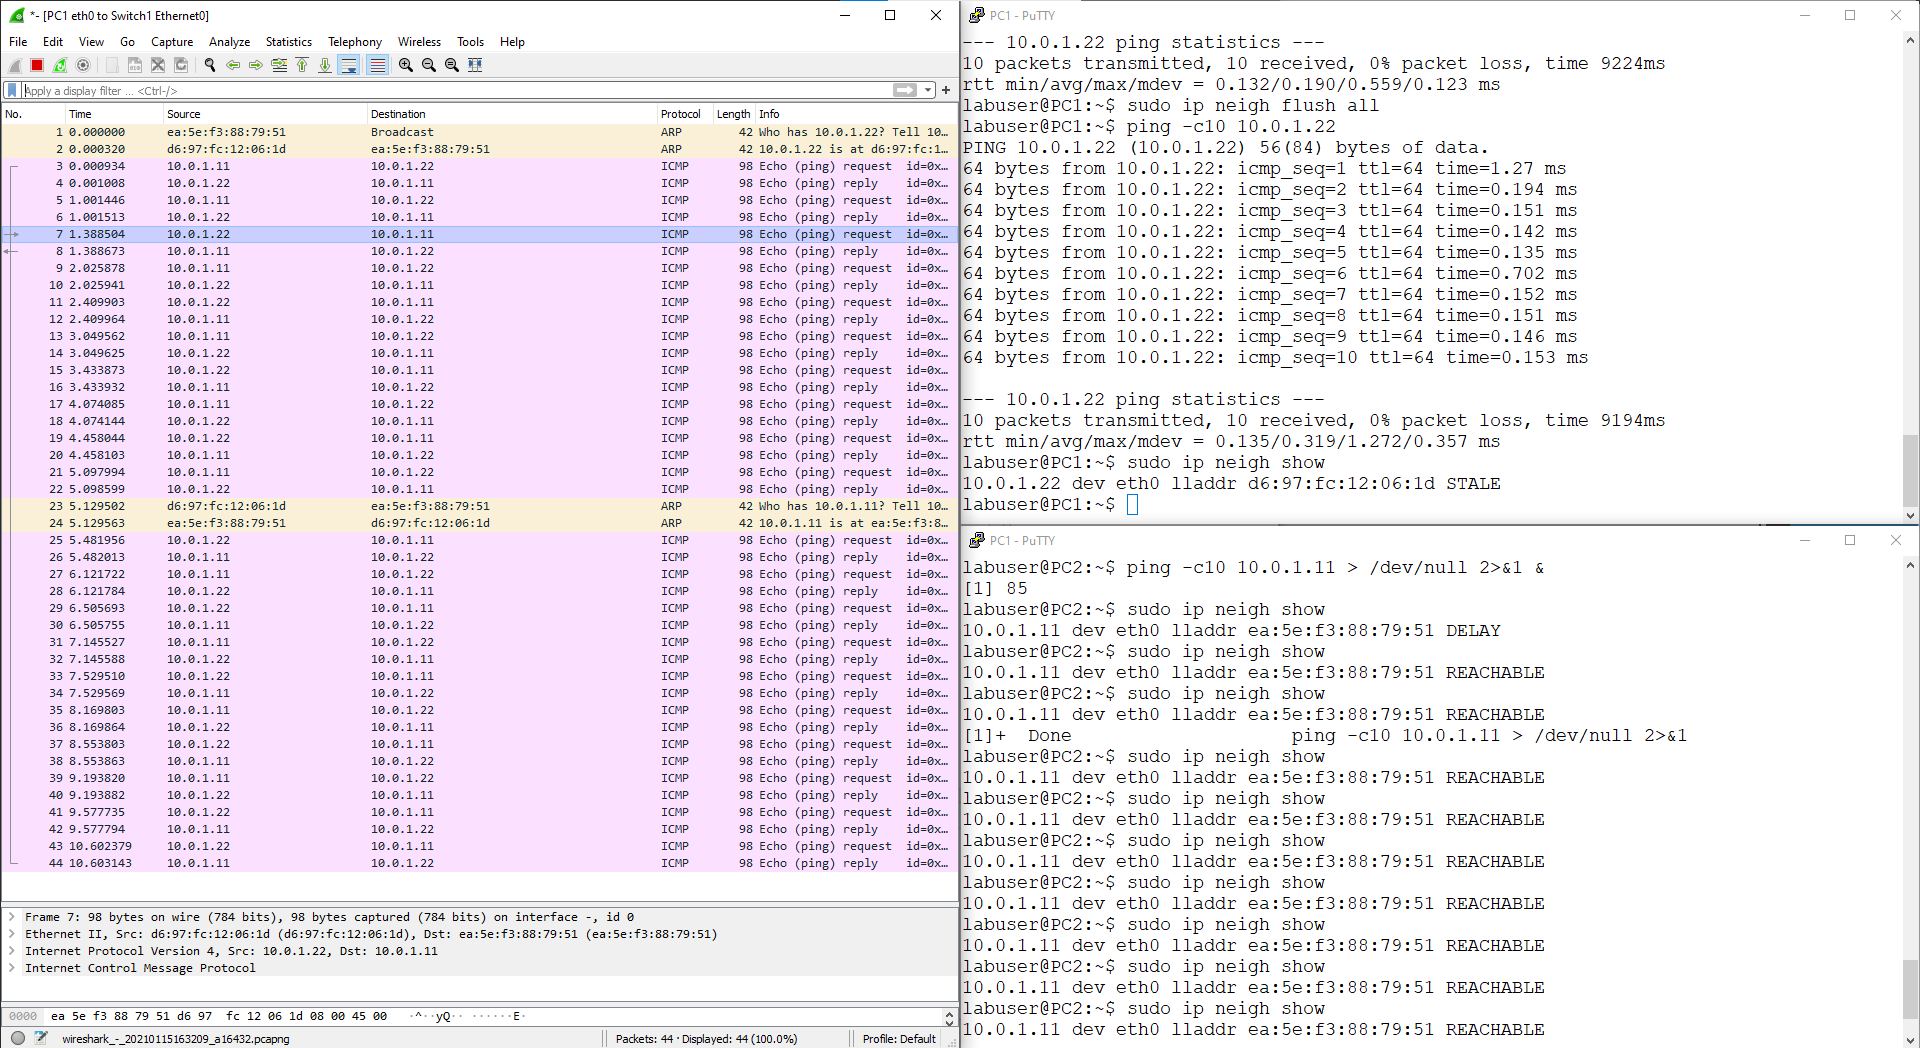 *- [PC1 eth0 to Switch1 Ethernet0]
File Edit View Go Capture Analyze Statistics Telephony Wireless Tools Help
Apply a display filter ... <Ctrl-/>
No. Time Source Destination Protocol Length Info
1 0.000000 ea:5e:f3:88:79:51 Broadcast ARP 42 Who has 10.0.1.22? Tell 10…
2 0.000320 d6:97:fc:12:06:1d ea:5e:f3:88:79:51 ARP 42 10.0.1.22 is at d6:97:fc:1…
3 0.000934 10.0.1.11 10.0.1.22 ICMP 98 Echo (ping) request id=0x…
4 0.001008 10.0.1.22 10.0.1.11 ICMP 98 Echo (ping) reply id=0x…
5 1.001446 10.0.1.11 10.0.1.22 ICMP 98 Echo (ping) request id=0x…
6 1.001513 10.0.1.22 10.0.1.11 ICMP 98 Echo (ping) reply id=0x…
7 1.388504 10.0.1.22 10.0.1.11 ICMP 98 Echo (ping) request id=0x…
8 1.388673 10.0.1.11 10.0.1.22 ICMP 98 Echo (ping) reply id=0x…
9 2.025878 10.0.1.11 10.0.1.22 ICMP 98 Echo (ping) request id=0x…
10 2.025941 10.0.1.22 10.0.1.11 ICMP 98 Echo (ping) reply id=0x…
11 2.409903 10.0.1.22 10.0.1.11 ICMP 98 Echo (ping) request id=0x…
12 2.409964 10.0.1.11 10.0.1.22 ICMP 98 Echo (ping) reply id=0x…
13 3.049562 10.0.1.11 10.0.1.22 ICMP 98 Echo (ping) request id=0x…
14 3.049625 10.0.1.22 10.0.1.11 ICMP 98 Echo (ping) reply id=0x…
15 3.433873 10.0.1.22 10.0.1.11 ICMP 98 Echo (ping) request id=0x…
16 3.433932 10.0.1.11 10.0.1.22 ICMP 98 Echo (ping) reply id=0x…
17 4.074085 10.0.1.11 10.0.1.22 ICMP 98 Echo (ping) request id=0x…
18 4.074144 10.0.1.22 10.0.1.11 ICMP 98 Echo (ping) reply id=0x…
19 4.458044 10.0.1.22 10.0.1.11 ICMP 98 Echo (ping) request id=0x…
20 4.458103 10.0.1.11 10.0.1.22 ICMP 98 Echo (ping) reply id=0x…
21 5.097994 10.0.1.11 10.0.1.22 ICMP 98 Echo (ping) request id=0x…
22 5.098599 10.0.1.22 10.0.1.11 ICMP 98 Echo (ping) reply id=0x…
23 5.129502 d6:97:fc:12:06:1d ea:5e:f3:88:79:51 ARP 42 Who has 10.0.1.11? Tell 10…
24 5.129563 ea:5e:f3:88:79:51 d6:97:fc:12:06:1d ARP 42 10.0.1.11 is at ea:5e:f3:8…
25 5.481956 10.0.1.22 10.0.1.11 ICMP 98 Echo (ping) request id=0x…
26 5.482013 10.0.1.11 10.0.1.22 ICMP 98 Echo (ping) reply id=0x…
27 6.121722 10.0.1.11 10.0.1.22 ICMP 98 Echo (ping) request id=0x…
28 6.121784 10.0.1.22 10.0.1.11 ICMP 98 Echo (ping) reply id=0x…
29 6.505693 10.0.1.22 10.0.1.11 ICMP 98 Echo (ping) request id=0x…
30 6.505755 10.0.1.11 10.0.1.22 ICMP 98 Echo (ping) reply id=0x…
31 7.145527 10.0.1.11 10.0.1.22 ICMP 98 Echo (ping) request id=0x…
32 7.145588 10.0.1.22 10.0.1.11 ICMP 98 Echo (ping) reply id=0x…
33 7.529510 10.0.1.22 10.0.1.11 ICMP 98 Echo (ping) request id=0x…
34 7.529569 10.0.1.11 10.0.1.22 ICMP 98 Echo (ping) reply id=0x…
35 8.169803 10.0.1.11 10.0.1.22 ICMP 98 Echo (ping) request id=0x…
36 8.169864 10.0.1.22 10.0.1.11 ICMP 98 Echo (ping) reply id=0x…
37 8.553803 10.0.1.22 10.0.1.11 ICMP 98 Echo (ping) request id=0x…
38 8.553863 10.0.1.11 10.0.1.22 ICMP 98 Echo (ping) reply id=0x…
39 9.193820 10.0.1.11 10.0.1.22 ICMP 98 Echo (ping) request id=0x…
40 9.193882 10.0.1.22 10.0.1.11 ICMP 98 Echo (ping) reply id=0x…
41 9.577735 10.0.1.22 10.0.1.11 ICMP 98 Echo (ping) request id=0x…
42 9.577794 10.0.1.11 10.0.1.22 ICMP 98 Echo (ping) reply id=0x…
43 10.602379 10.0.1.22 10.0.1.11 ICMP 98 Echo (ping) request id=0x…
44 10.603143 10.0.1.11 10.0.1.22 ICMP 98 Echo (ping) reply id=0x…
Frame 7: 98 bytes on wire (784 bits), 98 bytes captured (784 bits) on interface -, id 0
Ethernet II, Src: d6:97:fc:12:06:1d (d6:97:fc:12:06:1d), Dst: ea:5e:f3:88:79:51 (ea:5e:f3:88:79:51)
Internet Protocol Version 4, Src: 10.0.1.22, Dst: 10.0.1.11
Internet Control Message Protocol
0000 ea 5e f3 88 79 51 d6 97 fc 12 06 1d 08 00 45 00 ·^··yQ·· ······E·
wireshark_-_20210115163209_a16432.pcapng Packets: 44 · Displayed: 44 (100.0%) Profile: Default
PC1 - PuTTY
--- 10.0.1.22 ping statistics ---
10 packets transmitted, 10 received, 0% packet loss, time 9224ms
rtt min/avg/max/mdev = 0.132/0.190/0.559/0.123 ms
labuser@PC1:~$ sudo ip neigh flush all
labuser@PC1:~$ ping -c10 10.0.1.22
PING 10.0.1.22 (10.0.1.22) 56(84) bytes of data.
64 bytes from 10.0.1.22: icmp_seq=1 ttl=64 time=1.27 ms
64 bytes from 10.0.1.22: icmp_seq=2 ttl=64 time=0.194 ms
64 bytes from 10.0.1.22: icmp_seq=3 ttl=64 time=0.151 ms
64 bytes from 10.0.1.22: icmp_seq=4 ttl=64 time=0.142 ms
64 bytes from 10.0.1.22: icmp_seq=5 ttl=64 time=0.135 ms
64 bytes from 10.0.1.22: icmp_seq=6 ttl=64 time=0.702 ms
64 bytes from 10.0.1.22: icmp_seq=7 ttl=64 time=0.152 ms
64 bytes from 10.0.1.22: icmp_seq=8 ttl=64 time=0.151 ms
64 bytes from 10.0.1.22: icmp_seq=9 ttl=64 time=0.146 ms
64 bytes from 10.0.1.22: icmp_seq=10 ttl=64 time=0.153 ms
--- 10.0.1.22 ping statistics ---
10 packets transmitted, 10 received, 0% packet loss, time 9194ms
rtt min/avg/max/mdev = 0.135/0.319/1.272/0.357 ms
labuser@PC1:~$ sudo ip neigh show
10.0.1.22 dev eth0 lladdr d6:97:fc:12:06:1d STALE
labuser@PC1:~$
PC1 - PuTTY
labuser@PC2:~$ ping -c10 10.0.1.11 > /dev/null 2>&1 &
[1] 85
labuser@PC2:~$ sudo ip neigh show
10.0.1.11 dev eth0 lladdr ea:5e:f3:88:79:51 DELAY
labuser@PC2:~$ sudo ip neigh show
10.0.1.11 dev eth0 lladdr ea:5e:f3:88:79:51 REACHABLE
labuser@PC2:~$ sudo ip neigh show
10.0.1.11 dev eth0 lladdr ea:5e:f3:88:79:51 REACHABLE
[1]+ Done ping -c10 10.0.1.11 > /dev/null 2>&1
labuser@PC2:~$ sudo ip neigh show
10.0.1.11 dev eth0 lladdr ea:5e:f3:88:79:51 REACHABLE
labuser@PC2:~$ sudo ip neigh show
10.0.1.11 dev eth0 lladdr ea:5e:f3:88:79:51 REACHABLE
labuser@PC2:~$ sudo ip neigh show
10.0.1.11 dev eth0 lladdr ea:5e:f3:88:79:51 REACHABLE
labuser@PC2:~$ sudo ip neigh show
10.0.1.11 dev eth0 lladdr ea:5e:f3:88:79:51 REACHABLE
labuser@PC2:~$ sudo ip neigh show
10.0.1.11 dev eth0 lladdr ea:5e:f3:88:79:51 REACHABLE
labuser@PC2:~$ sudo ip neigh show
10.0.1.11 dev eth0 lladdr ea:5e:f3:88:79:51 REACHABLE
labuser@PC2:~$ sudo ip neigh show
10.0.1.11 dev eth0 lladdr ea:5e:f3:88:79:51 REACHABLE